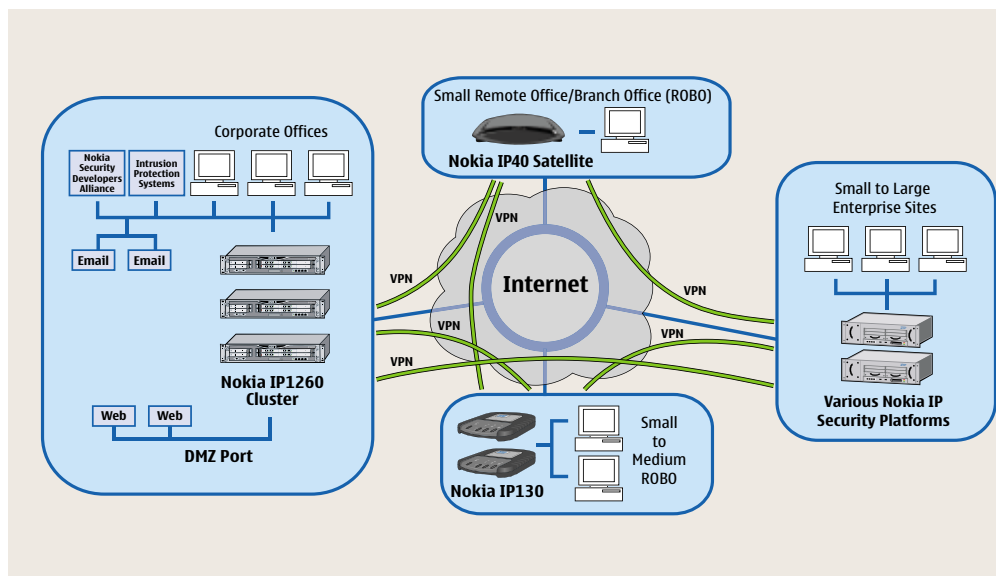 Corporate Offices
Nokia
Security
Developers
Alliance
Intrusion
Protection
Systems
Email
Email
Nokia IP1260
Cluster
Web
Web
DMZ Port
Small Remote Office/Branch Office (ROBO)
Nokia IP40 Satellite
VPN
VPN
VPN
VPN
VPN
VPN
Internet
Small to Large
Enterprise Sites
Various Nokia IP
Security Platforms
Nokia IP130
Small
to
Medium
ROBO